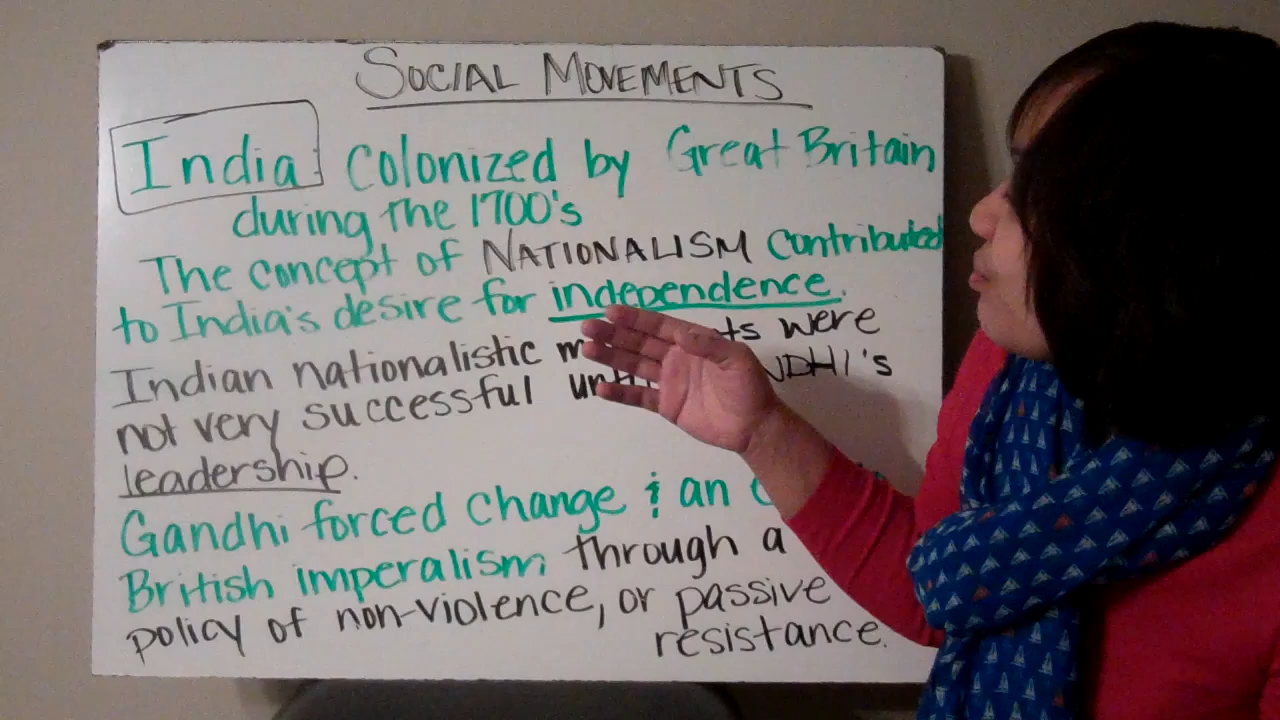 SOCIAL MOVEMENTS
India: colonized by Great Britain
during the 1700's
The concept of NATIONALISM contributed
to India's desire for independence.
Indian nationalistic were
not very successful
leadership.
Gandhi forced change & an
British imperalism through a
policy of non-violence, or passive
resistance.